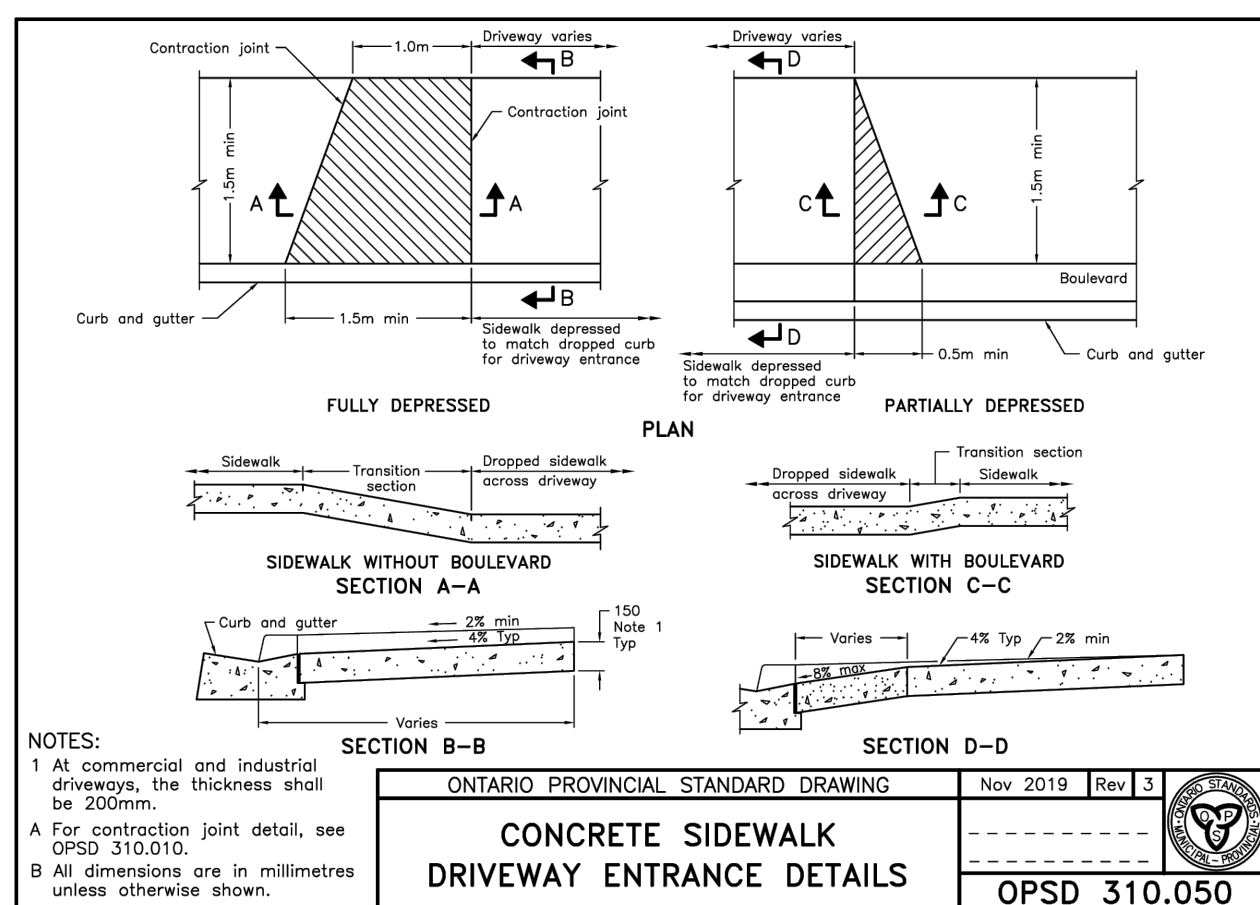 Contraction joint
1.0m
Driveway varies
B
Contraction joint
1.5m min
A
A
B
Curb and gutter
1.5m min
Sidewalk depressed
to match dropped curb
for driveway entrance
FULLY DEPRESSED
Driveway varies
D
C
C
1.5m min
Boulevard
D
0.5m min
Curb and gutter
Sidewalk depressed
to match dropped curb
for driveway entrance
PARTIALLY DEPRESSED
PLAN
Sidewalk
Transition
section
Dropped sidewalk
across driveway
SIDEWALK WITHOUT BOULEVARD
SECTION A-A
Transition section
Dropped sidewalk
across driveway
Sidewalk
SIDEWALK WITH BOULEVARD
SECTION C-C
Curb and gutter
2% min
4% Typ
150
Note 1
Typ
Varies
SECTION B-B
Varies
4% Typ
2% min
8% max
SECTION D-D
NOTES:
1 At commercial and industrial
driveways, the thickness shall
be 200mm.
A For contraction joint detail, see
OPSD 310.010.
B All dimensions are in millimetres
unless otherwise shown.
ONTARIO PROVINCIAL STANDARD DRAWING
Nov 2019
Rev
3
CONCRETE SIDEWALK
DRIVEWAY ENTRANCE DETAILS
ONTARIO STANDARDS
MUNICIPAL-PROVINCIAL
O P
S
OPSD 310.050